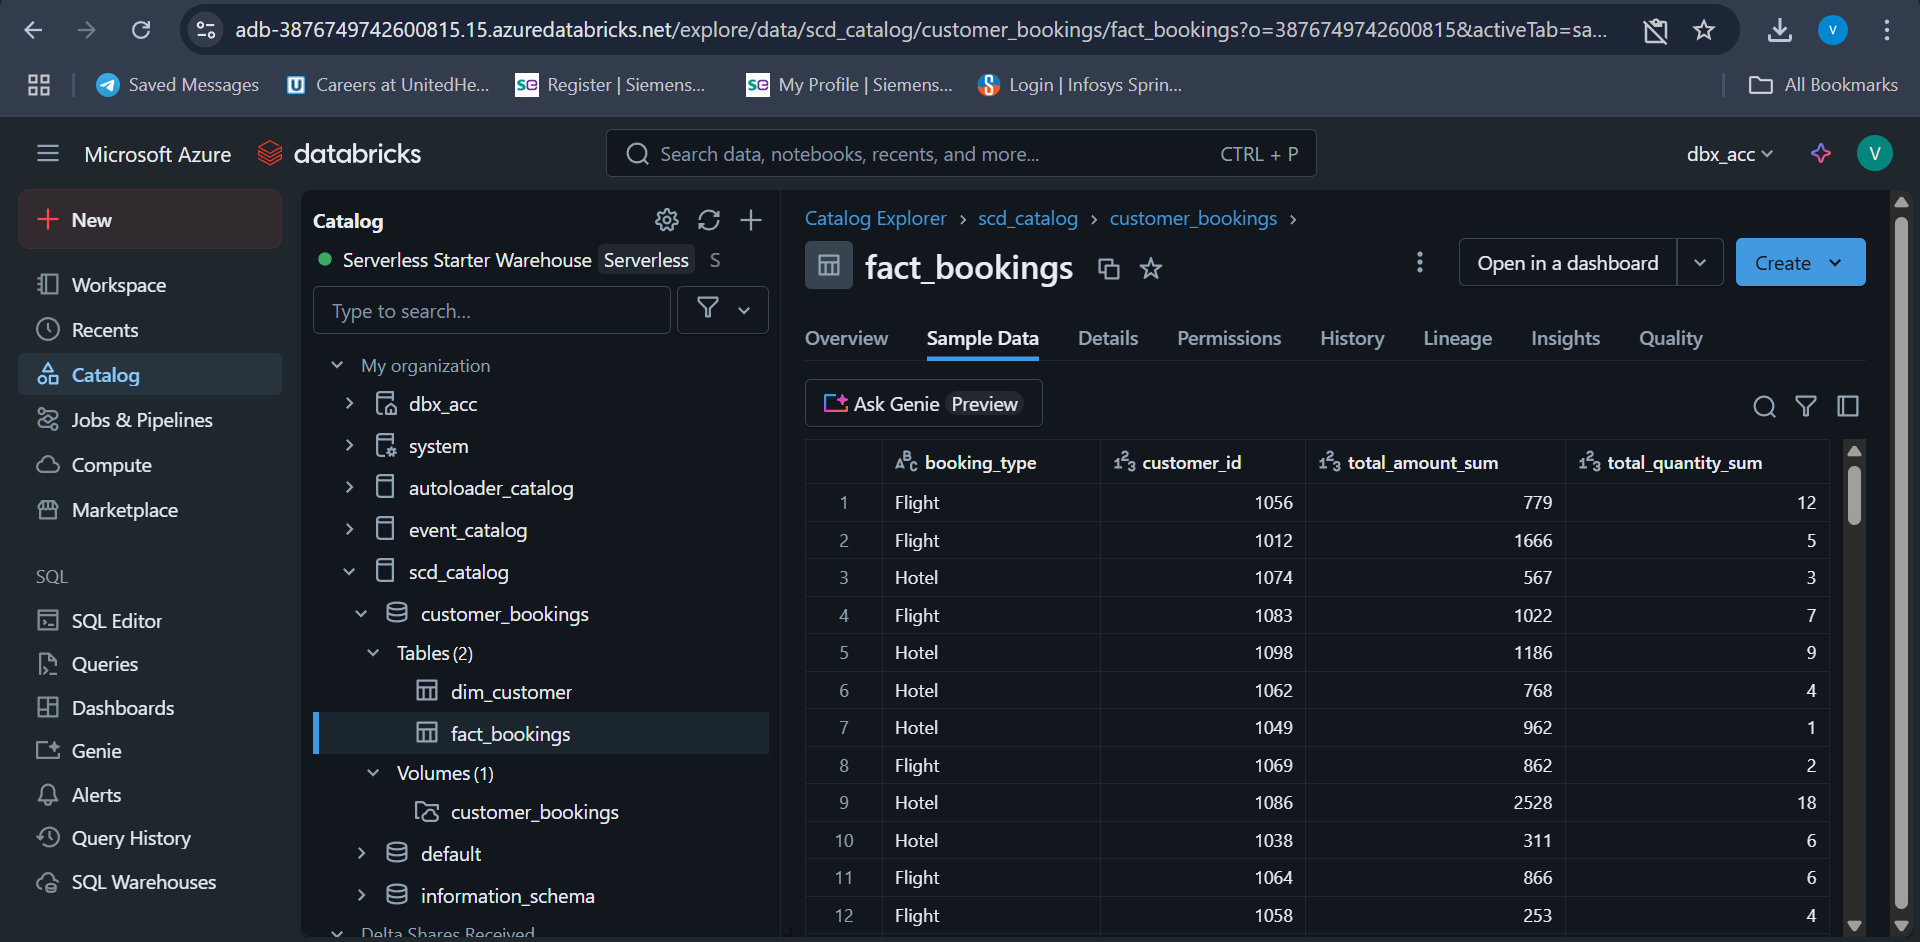 adb-3876749742600815.15.azuredatabricks.net/explore/data/scd_catalog/customer_bookings/fact_bookings?o=3876749742600815&activeTab=sa...
V
Saved Messages
Careers at UnitedHe...
Register | Siemens...
My Profile | Siemens...
Login | Infosys Sprin...
All Bookmarks
Microsoft Azure
databricks
Search data, notebooks, recents, and more...
CTRL + P
dbx_acc
V
New
Workspace
Recents
Catalog
Jobs & Pipelines
Compute
Marketplace
SQL
SQL Editor
Queries
Dashboards
Genie
Alerts
Query History
SQL Warehouses
Catalog
Serverless Starter Warehouse Serverless S
Type to search...
My organization
dbx_acc
system
autoloader_catalog
event_catalog
scd_catalog
customer_bookings
Tables (2)
dim_customer
fact_bookings
Volumes (1)
customer_bookings
default
information_schema
Delta Shares Received
Catalog Explorer > scd_catalog > customer_bookings >
fact_bookings
Open in a dashboard
Create
Overview Sample Data Details Permissions History Lineage Insights Quality
Ask Genie Preview
booking_type customer_id total_amount_sum total_quantity_sum
1 Flight 1056 779 12
2 Flight 1012 1666 5
3 Hotel 1074 567 3
4 Flight 1083 1022 7
5 Hotel 1098 1186 9
6 Hotel 1062 768 4
7 Hotel 1049 962 1
8 Flight 1069 862 2
9 Hotel 1086 2528 18
10 Hotel 1038 311 6
11 Flight 1064 866 6
12 Flight 1058 253 4